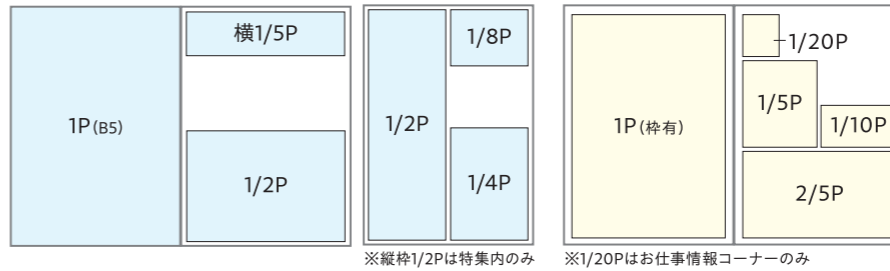 横1/5P
1P(B5)
1/2P
1/8P
1/2P
1/4P
※縦枠1/2Pは特集内のみ
1/20P
1/5P
1P(枠有)
1/10P
2/5P
※1/20Pはお仕事情報コーナーのみ